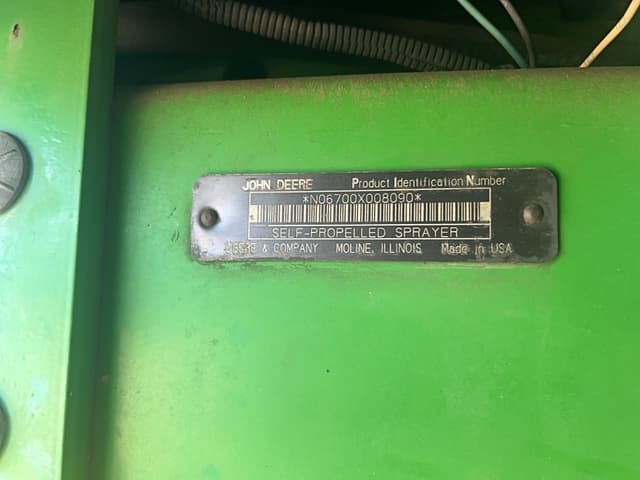 JOHN DEERE Product Identification Number
*N06700X008090*
SELF-PROPELLED SPRAYER
DEERE & COMPANY MOLINE, ILLINOIS Made in USA